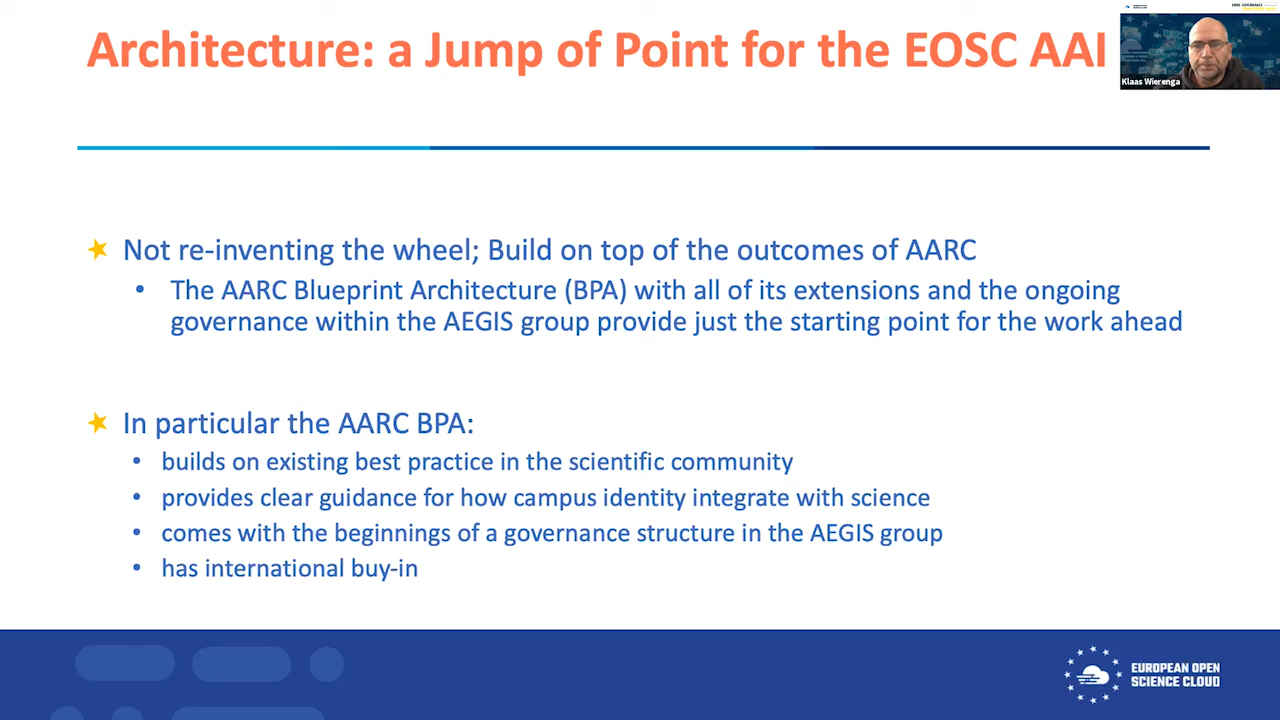 Architecture: a Jump of Point for the EOSC AAI
Klaas Wierenga
Not re-inventing the wheel; Build on top of the outcomes of AARC
The AARC Blueprint Architecture (BPA) with all of its extensions and the ongoing
governance within the AEGIS group provide just the starting point for the work ahead
In particular the AARC BPA:
builds on existing best practice in the scientific community
provides clear guidance for how campus identity integrate with science
comes with the beginnings of a governance structure in the AEGIS group
has international buy-in
EUROPEAN OPEN
SCIENCE CLOUD